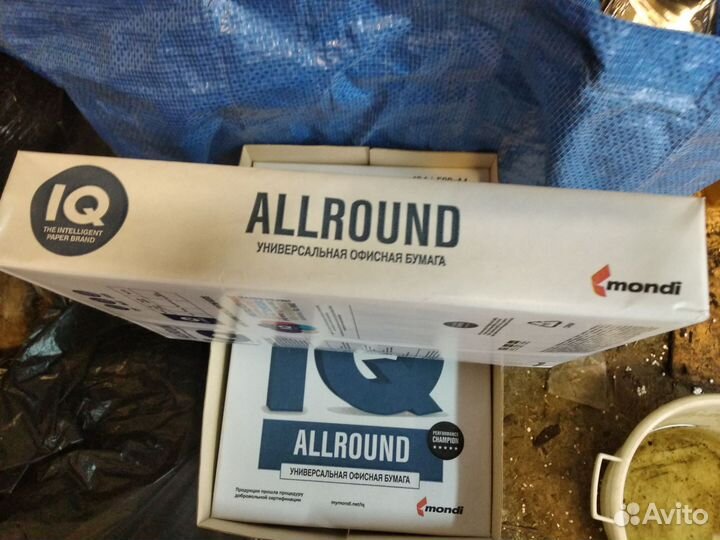 IQ
THE INTELLIGENT
PAPER BRAND
ALLROUND
УНИВЕРСАЛЬНАЯ ОФИСНАЯ БУМАГА
mondi
IQ
ALLROUND
УНИВЕРСАЛЬНАЯ ОФИСНАЯ БУМАГА
PERFORMANCE
CHAMPION
Продукция прошла процедуру
добровольной сертификации
mymondi.net/iq
mondi
Avito